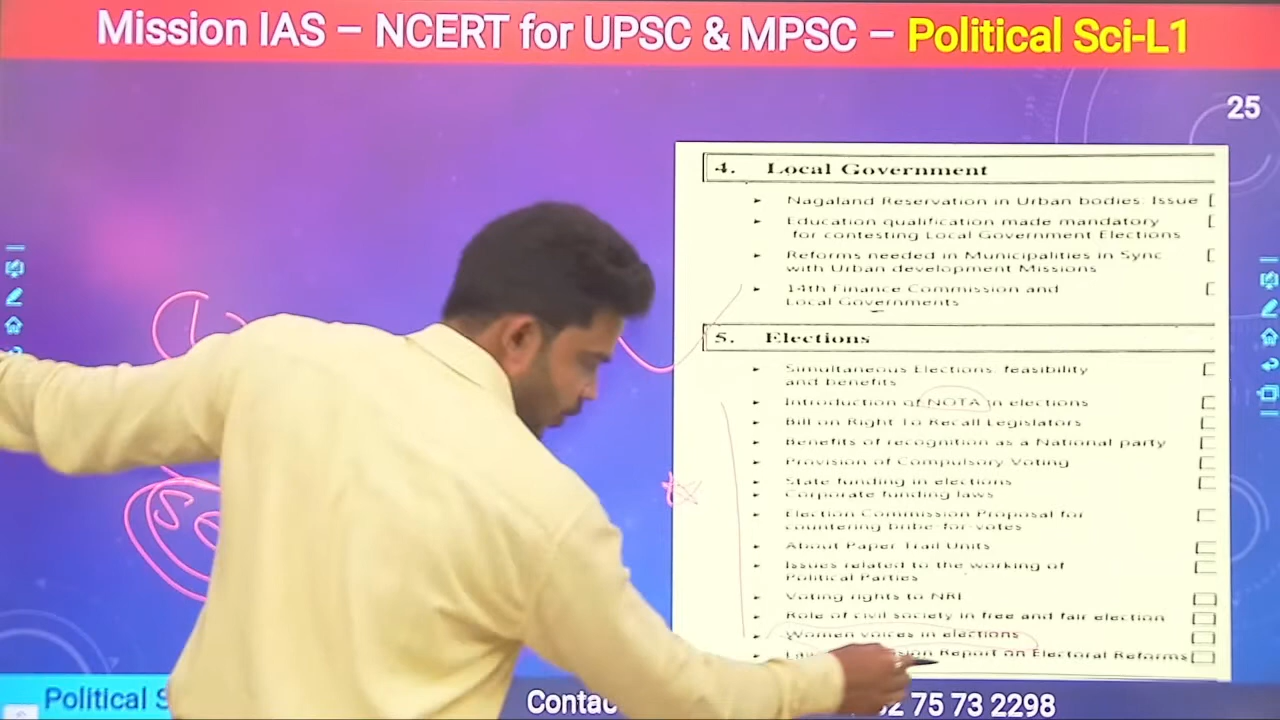 Mission IAS – NCERT for UPSC & MPSC – Political Sci-L1
25
4. Local Government
➤ Nagaland Reservation in Urban bodies: Issue
➤ Education qualification made mandatory
for contesting Local Government Elections
➤ Reforms needed in Municipalities in Sync
with Urban development Missions
➤ 14th Finance Commission and
Local Governments
5. Elections
➤ Simultaneous Elections: feasibility
and benefits
➤ Introduction of NOTA in elections
➤ Bill on Right To Recall Legislators
➤ Benefits of recognition as a National party
➤ Provision of Compulsory Voting
➤ State funding in elections
➤ Corporate funding laws
➤ Election Commission Proposal for
countering bribe-for-votes
➤ About Paper Trail Units
➤ Issues related to the working of
Political Parties
➤ Voting rights to NRI
➤ Role of civil society in free and fair election
➤ Women voices in elections
➤ Report on Electoral Reforms
Political S
Contac
2 75 73 2298